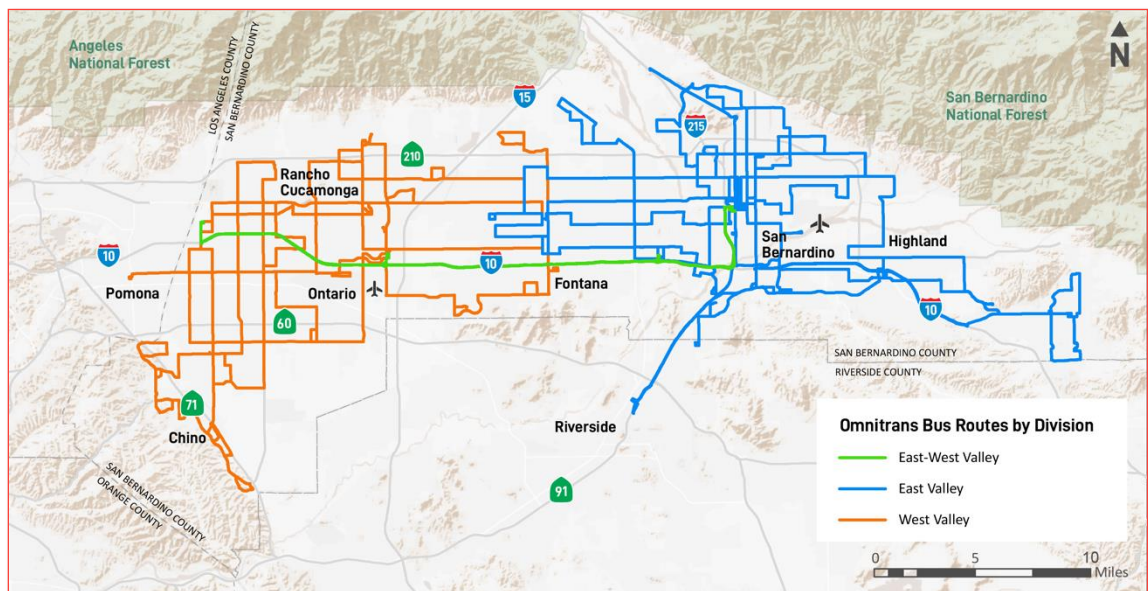 Angeles
National Forest
LOS ANGELES COUNTY
SAN BERNARDINO COUNTY
N
15
215
San Bernardino
National Forest
210
Rancho
Cucamonga
10
Pomona
Ontario
10
Fontana
San
Bernardino
Highland
60
10
SAN BERNARDINO COUNTY
RIVERSIDE COUNTY
71
Chino
Riverside
SAN BERNARDINO COUNTY
ORANGE COUNTY
91
Omnitrans Bus Routes by Division
East-West Valley
East Valley
West Valley
0 5 10
Miles